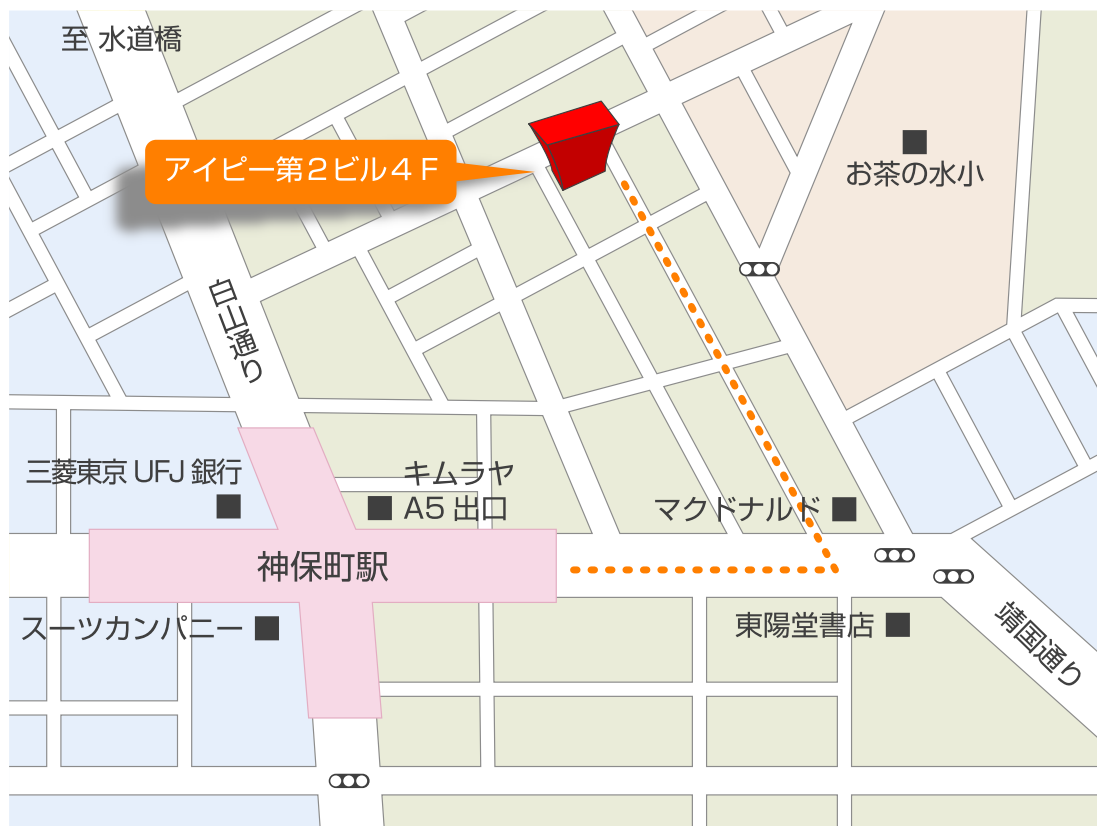 至 水道橋
アイピー第２ビル４Ｆ
お茶の水小
白山通り
三菱東京 UFJ 銀行
キムラヤ
A5 出口
マクドナルド
神保町駅
スーツカンパニー
東陽堂書店
靖国通り